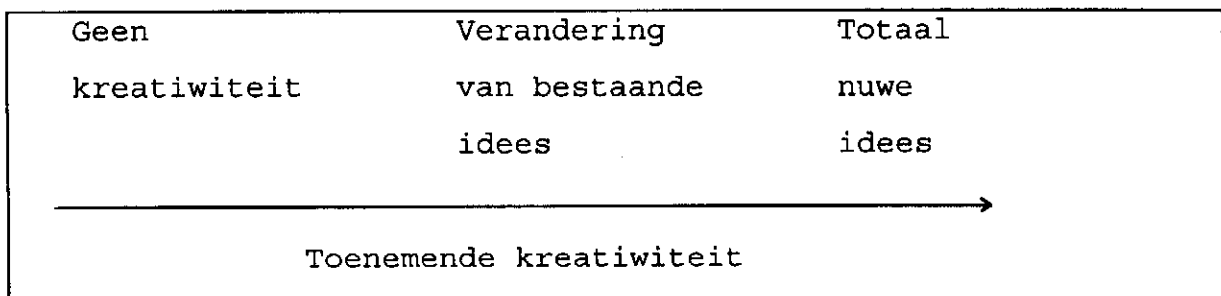 Geen Verandering Totaal
kreatiwiteit van bestaande nuwe
idees idees
Toenemende kreatiwiteit